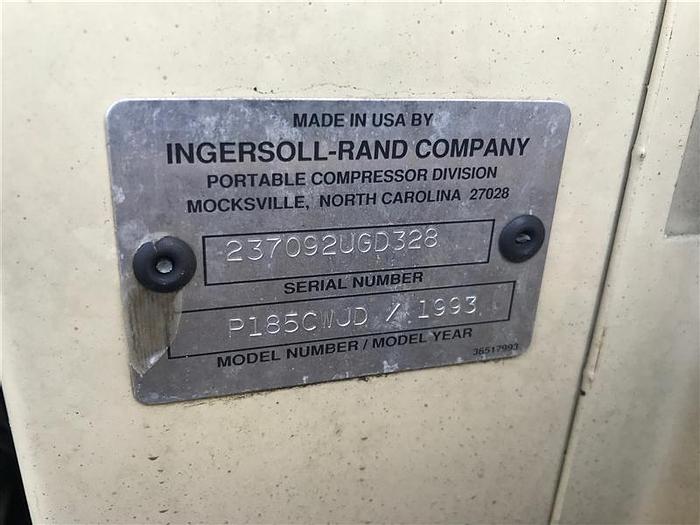 MADE IN USA BY
INGERSOLL-RAND COMPANY
PORTABLE COMPRESSOR DIVISION
MOCKSVILLE, NORTH CAROLINA 27028
237092UGD328
SERIAL NUMBER
P185CWJD / 1993
MODEL NUMBER / MODEL YEAR
36517993